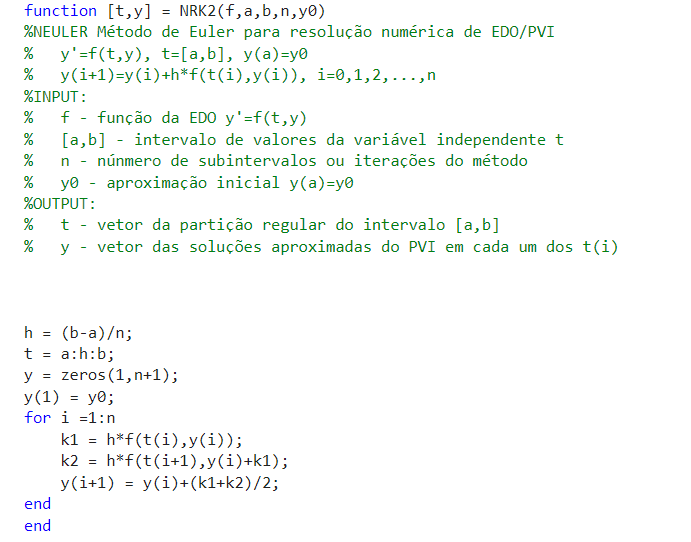 function [t,y] = NRK2(f,a,b,n,y0)
%NEULER Método de Euler para resolução numérica de EDO/PVI
%   y'=f(t,y), t=[a,b], y(a)=y0
%   y(i+1)=y(i)+h*f(t(i),y(i)), i=0,1,2,...,n
%INPUT:
%   f - função da EDO y'=f(t,y)
%   [a,b] - intervalo de valores da variável independente t
%   n - núnmero de subintervalos ou iterações do método
%   y0 - aproximação inicial y(a)=y0
%OUTPUT:
%   t - vetor da partição regular do intervalo [a,b]
%   y - vetor das soluções aproximadas do PVI em cada um dos t(i)
h = (b-a)/n;
t = a:h:b;
y = zeros(1,n+1);
y(1) = y0;
for i =1:n
    k1 = h*f(t(i),y(i));
    k2 = h*f(t(i+1),y(i)+k1);
    y(i+1) = y(i)+(k1+k2)/2;
end
end